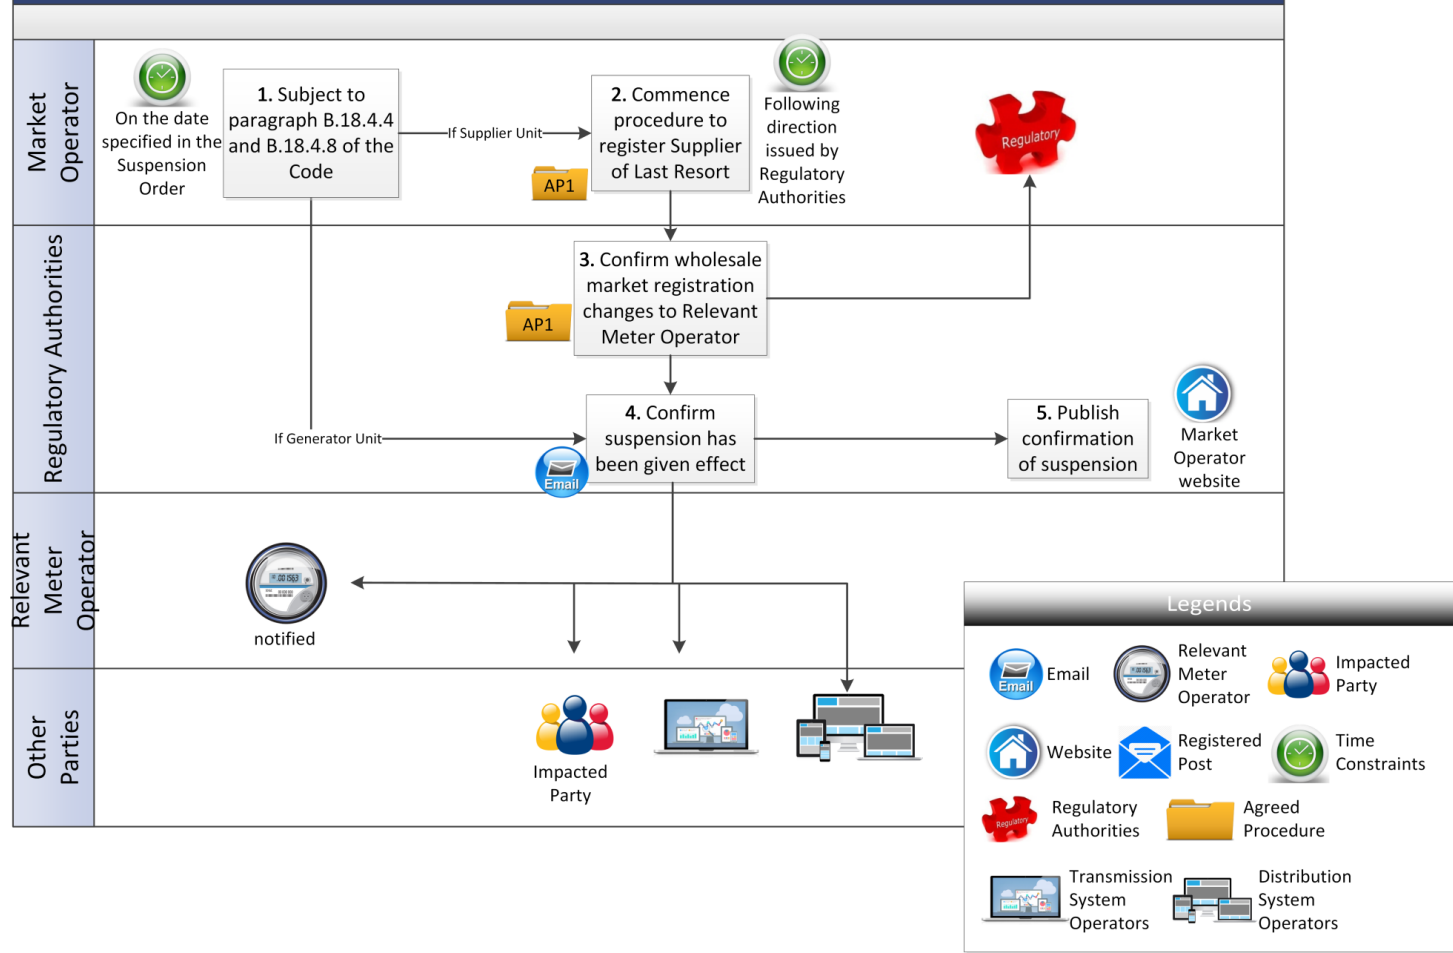 Market
Operator
On the date
specified in the
Suspension
Order
1. Subject to
paragraph B.18.4.4
and B.18.4.8 of the
Code
If Supplier Unit
AP1
2. Commence
procedure to
register Supplier
of Last Resort
Following
direction
issued by
Regulatory
Authorities
Regulatory
Regulatory Authorities
AP1
3. Confirm wholesale
market registration
changes to Relevant
Meter Operator
If Generator Unit
Email
4. Confirm
suspension has
been given effect
5. Publish
confirmation
of suspension
Market
Operator
website
Relevant
Meter
Operator
notified
Other
Parties
Impacted
Party
Legends
Email
Email
Relevant
Meter
Operator
Impacted
Party
Website
Registered
Post
Time
Constraints
Regulatory
Regulatory
Authorities
Agreed
Procedure
Transmission
System
Operators
Distribution
System
Operators